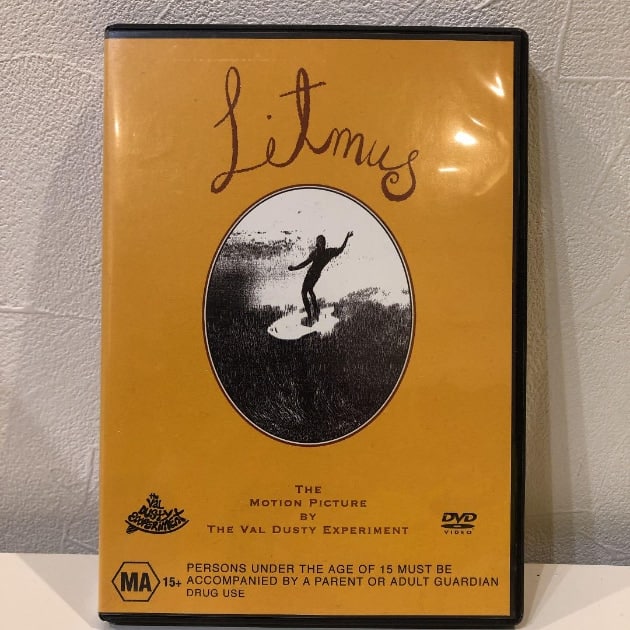 Litmus
THE
MOTION PICTURE
BY
THE VAL DUSTY EXPERIMENT
the
VAL
DUSTY
EXPERIMENT
DVD
VIDEO
MA 15+
PERSONS UNDER THE AGE OF 15 MUST BE
ACCOMPANIED BY A PARENT OR ADULT GUARDIAN
DRUG USE